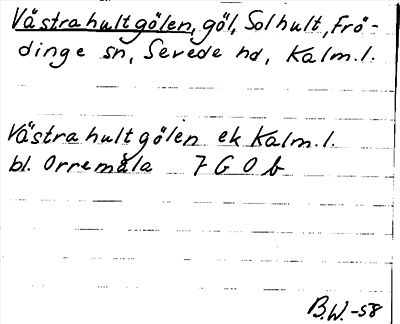 Västrahultgölen, göl, Solhult, Frö-
dinge sn, Sevede hd, Kalm.l.
Västrahultgölen ek Kalm.l.
bl. Orremåla 7 G 0 b
B.W.-58